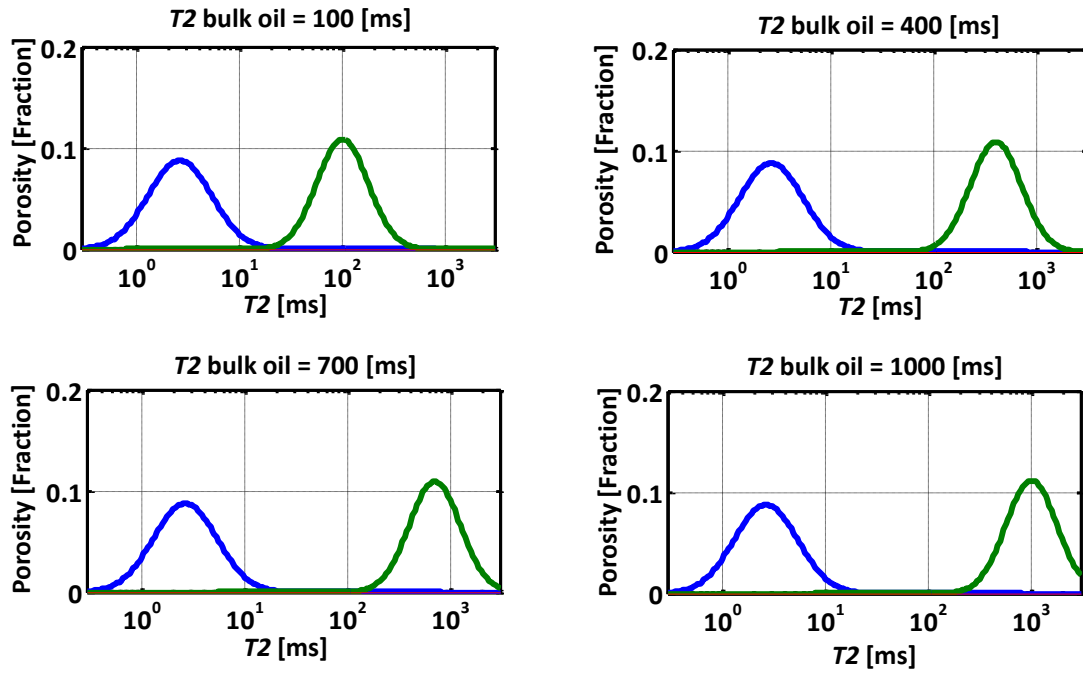 T2 bulk oil = 100 [ms]
Porosity [Fraction]
0.2
0.1
0
10⁰ 10¹ 10² 10³
T2 [ms]
T2 bulk oil = 400 [ms]
Porosity [Fraction]
0.2
0.1
0
10⁰ 10¹ 10² 10³
T2 [ms]
T2 bulk oil = 700 [ms]
Porosity [Fraction]
0.2
0.1
0
10⁰ 10¹ 10² 10³
T2 [ms]
T2 bulk oil = 1000 [ms]
Porosity [Fraction]
0.2
0.1
0
10⁰ 10¹ 10² 10³
T2 [ms]